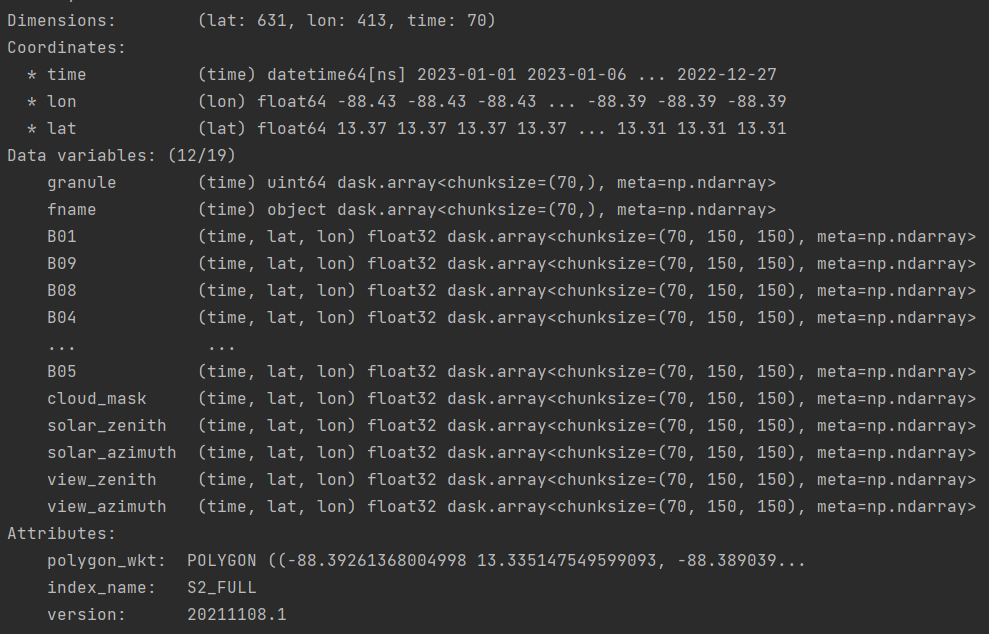 Dimensions:        (lat: 631, lon: 413, time: 70)
Coordinates:
  * time           (time) datetime64[ns] 2023-01-01 2023-01-06 ... 2022-12-27
  * lon            (lon) float64 -88.43 -88.43 -88.43 ... -88.39 -88.39 -88.39
  * lat            (lat) float64 13.37 13.37 13.37 13.37 ... 13.31 13.31 13.31
Data variables: (12/19)
    granule        (time) uint64 dask.array<chunksize=(70,), meta=np.ndarray>
    fname          (time) object dask.array<chunksize=(70,), meta=np.ndarray>
    B01            (time, lat, lon) float32 dask.array<chunksize=(70, 150, 150), meta=np.ndarray>
    B09            (time, lat, lon) float32 dask.array<chunksize=(70, 150, 150), meta=np.ndarray>
    B08            (time, lat, lon) float32 dask.array<chunksize=(70, 150, 150), meta=np.ndarray>
    B04            (time, lat, lon) float32 dask.array<chunksize=(70, 150, 150), meta=np.ndarray>
    ...             ...
    B05            (time, lat, lon) float32 dask.array<chunksize=(70, 150, 150), meta=np.ndarray>
    cloud_mask     (time, lat, lon) float32 dask.array<chunksize=(70, 150, 150), meta=np.ndarray>
    solar_zenith   (time, lat, lon) float32 dask.array<chunksize=(70, 150, 150), meta=np.ndarray>
    solar_azimuth  (time, lat, lon) float32 dask.array<chunksize=(70, 150, 150), meta=np.ndarray>
    view_zenith    (time, lat, lon) float32 dask.array<chunksize=(70, 150, 150), meta=np.ndarray>
    view_azimuth   (time, lat, lon) float32 dask.array<chunksize=(70, 150, 150), meta=np.ndarray>
Attributes:
    polygon_wkt:  POLYGON ((-88.39261368004998 13.335147549599093, -88.389039...
    index_name:   S2_FULL
    version:      20211108.1